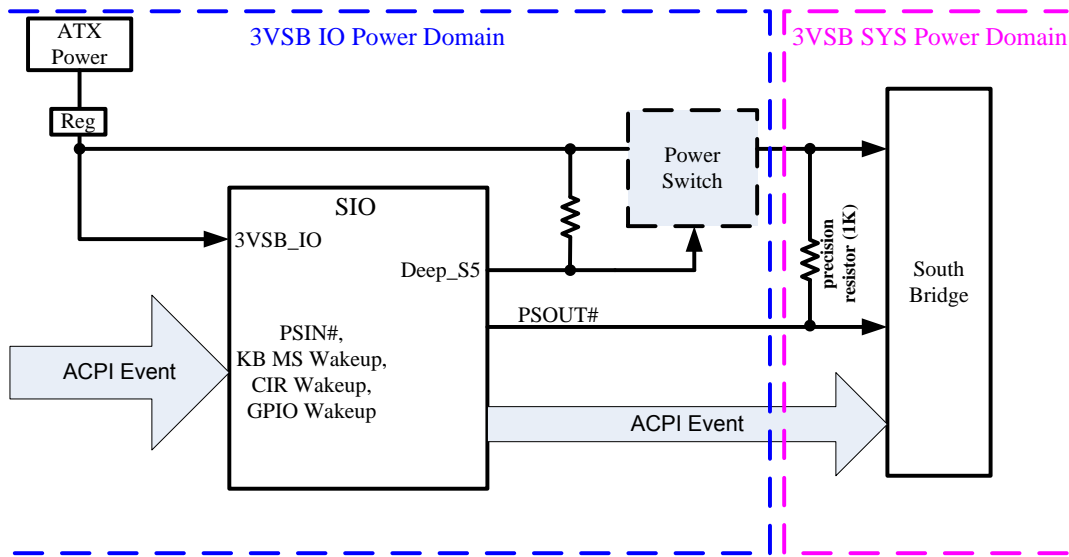 3VSB IO Power Domain
3VSB SYS Power Domain
ATX
Power
Reg
Power
Switch
SIO
3VSB_IO
Deep_S5
precision
resistor (1K)
South
Bridge
PSOUT#
PSIN#,
KB MS Wakeup,
CIR Wakeup,
GPIO Wakeup
ACPI Event
ACPI Event